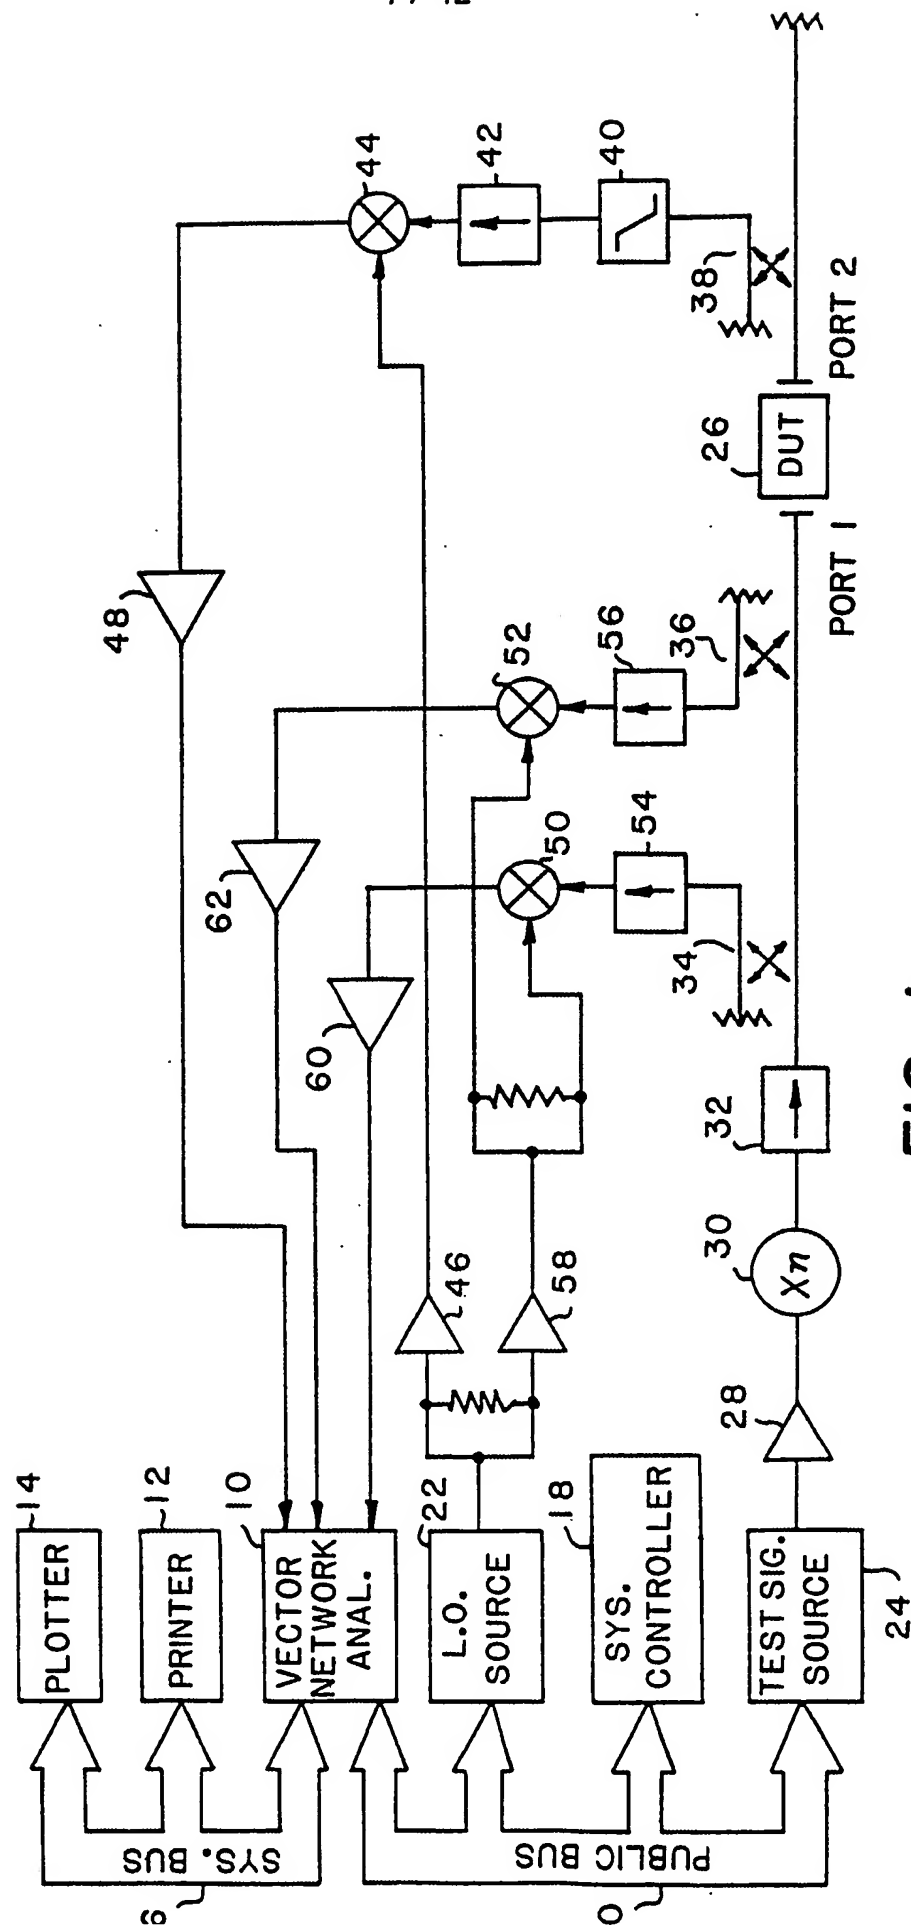 14
PLOTTER
12
PRINTER
10
VECTOR
NETWORK
ANAL.
22
L.O.
SOURCE
18
SYS.
CONTROLLER
TEST SIG.
SOURCE
24
SYS. BUS
PUBLIC BUS
48
62
60
46
58
44
42
40
38
52
56
36
50
54
34
28
30
Xn
32
26
DUT
PORT 1
PORT 2